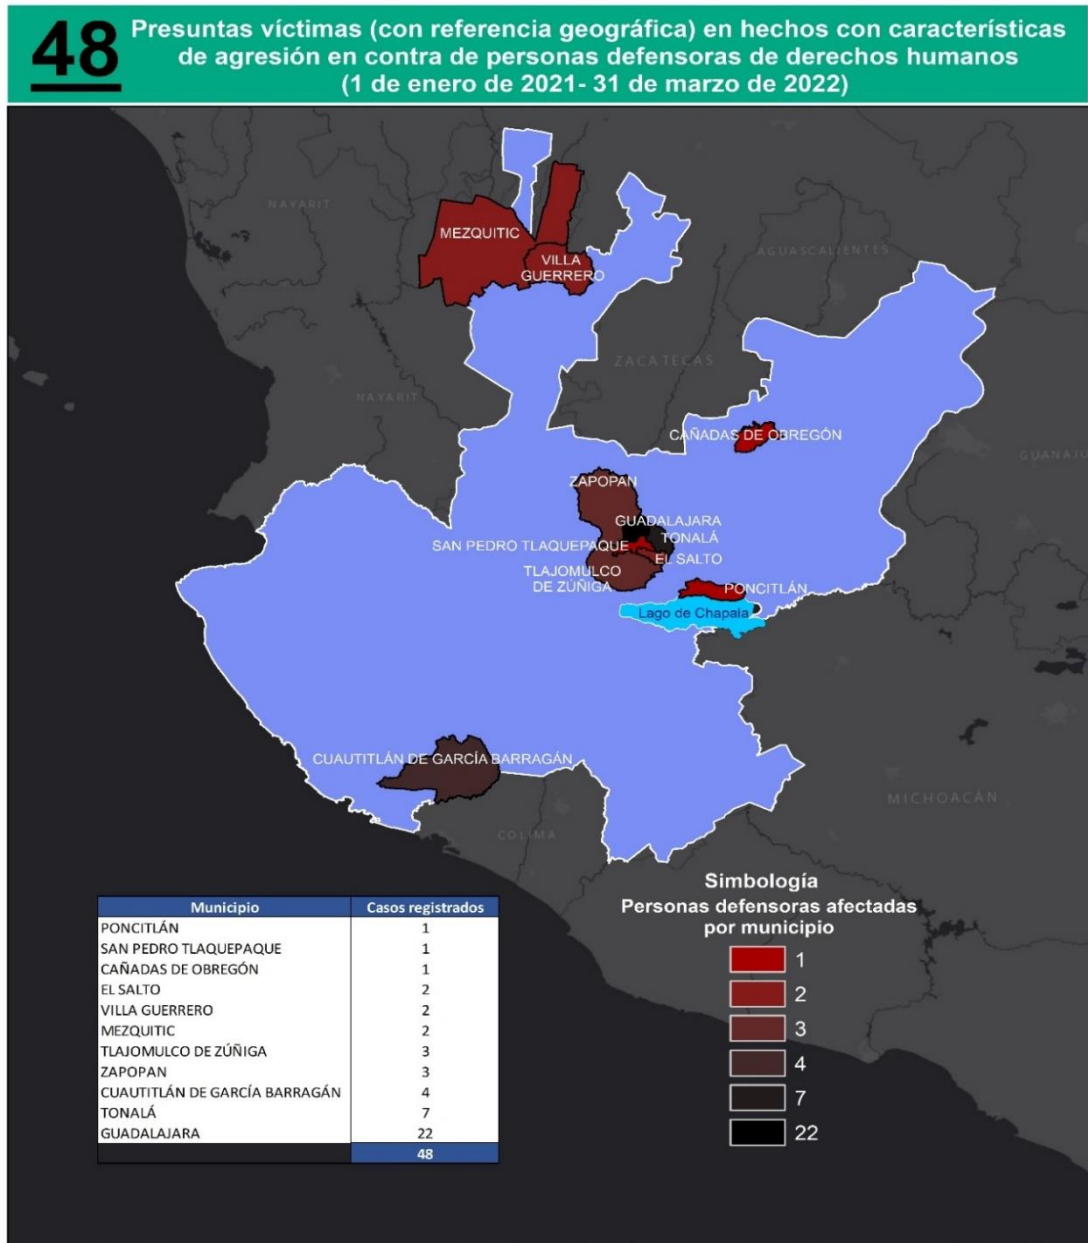 48
Presuntas víctimas (con referencia geográfica) en hechos con características
de agresión en contra de personas defensoras de derechos humanos
(1 de enero de 2021- 31 de marzo de 2022)
NAYARIT
MEZQUITIC
VILLA
GUERRERO
AGUASCALIENTES
ZACATECAS
NAYARIT
CAÑADAS DE OBREGÓN
GUANAJU
ZAPOPAN
GUADALAJARA
TONALÁ
SAN PEDRO TLAQUEPAQUE
EL SALTO
TLAJOMULCO
DE ZÚÑIGA
PONCITLÁN
Lago de Chapala
CUAUTITLÁN DE GARCÍA BARRAGÁN
MICHOACÁN
COLIMA
Simbología
Personas defensoras afectadas
por municipio
1
2
3
4
7
22
Municipio Casos registrados
PONCITLÁN 1
SAN PEDRO TLAQUEPAQUE 1
CAÑADAS DE OBREGÓN 1
EL SALTO 2
VILLA GUERRERO 2
MEZQUITIC 2
TLAJOMULCO DE ZÚÑIGA 3
ZAPOPAN 3
CUAUTITLÁN DE GARCÍA BARRAGÁN 4
TONALÁ 7
GUADALAJARA 22
48